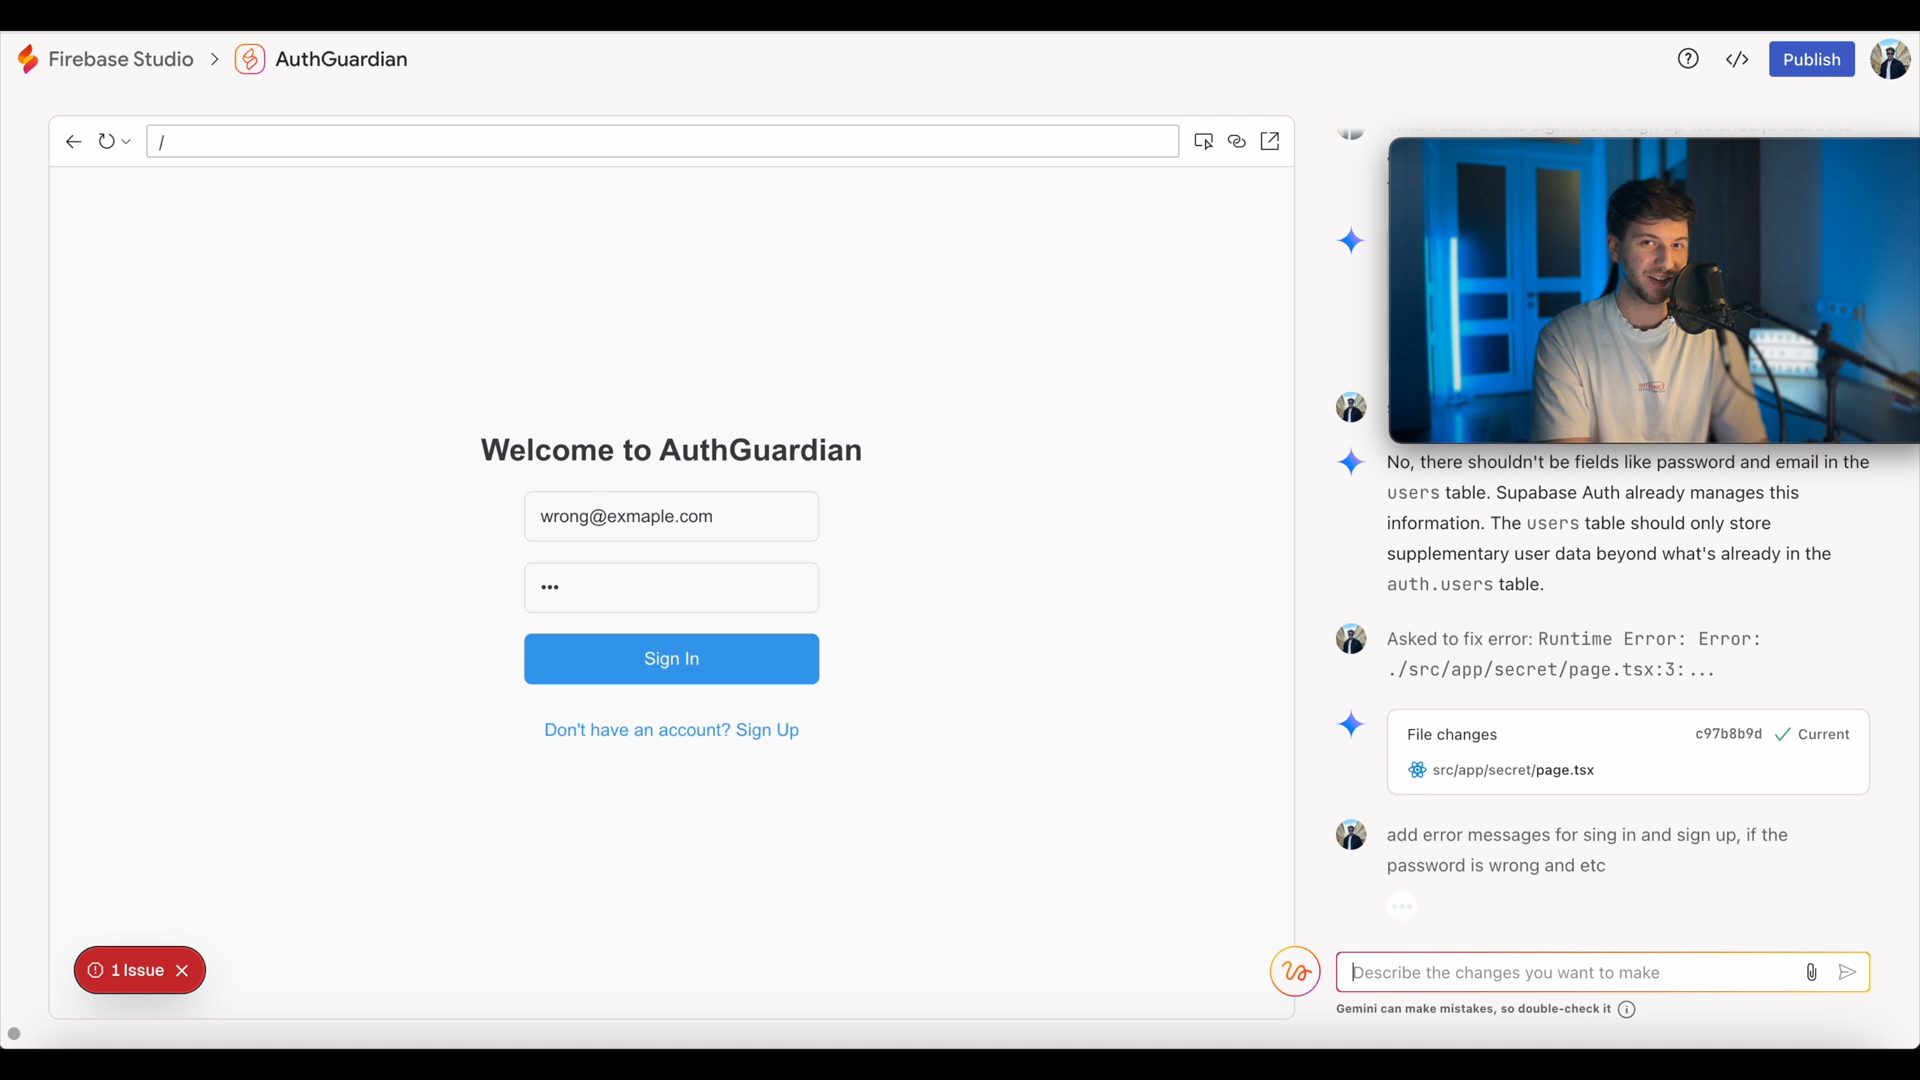 Firebase Studio > AuthGuardian
</> Publish
/
Welcome to AuthGuardian
wrong@exmaple.com
•••
Sign In
Don't have an account? Sign Up
1 Issue
No, there shouldn't be fields like password and email in the
users table. Supabase Auth already manages this
information. The users table should only store
supplementary user data beyond what's already in the
auth.users table.
Asked to fix error: Runtime Error: Error:
./src/app/secret/page.tsx:3:...
File changes c97b8b9d Current
src/app/secret/page.tsx
add error messages for sing in and sign up, if the
password is wrong and etc
Describe the changes you want to make
Gemini can make mistakes, so double-check it